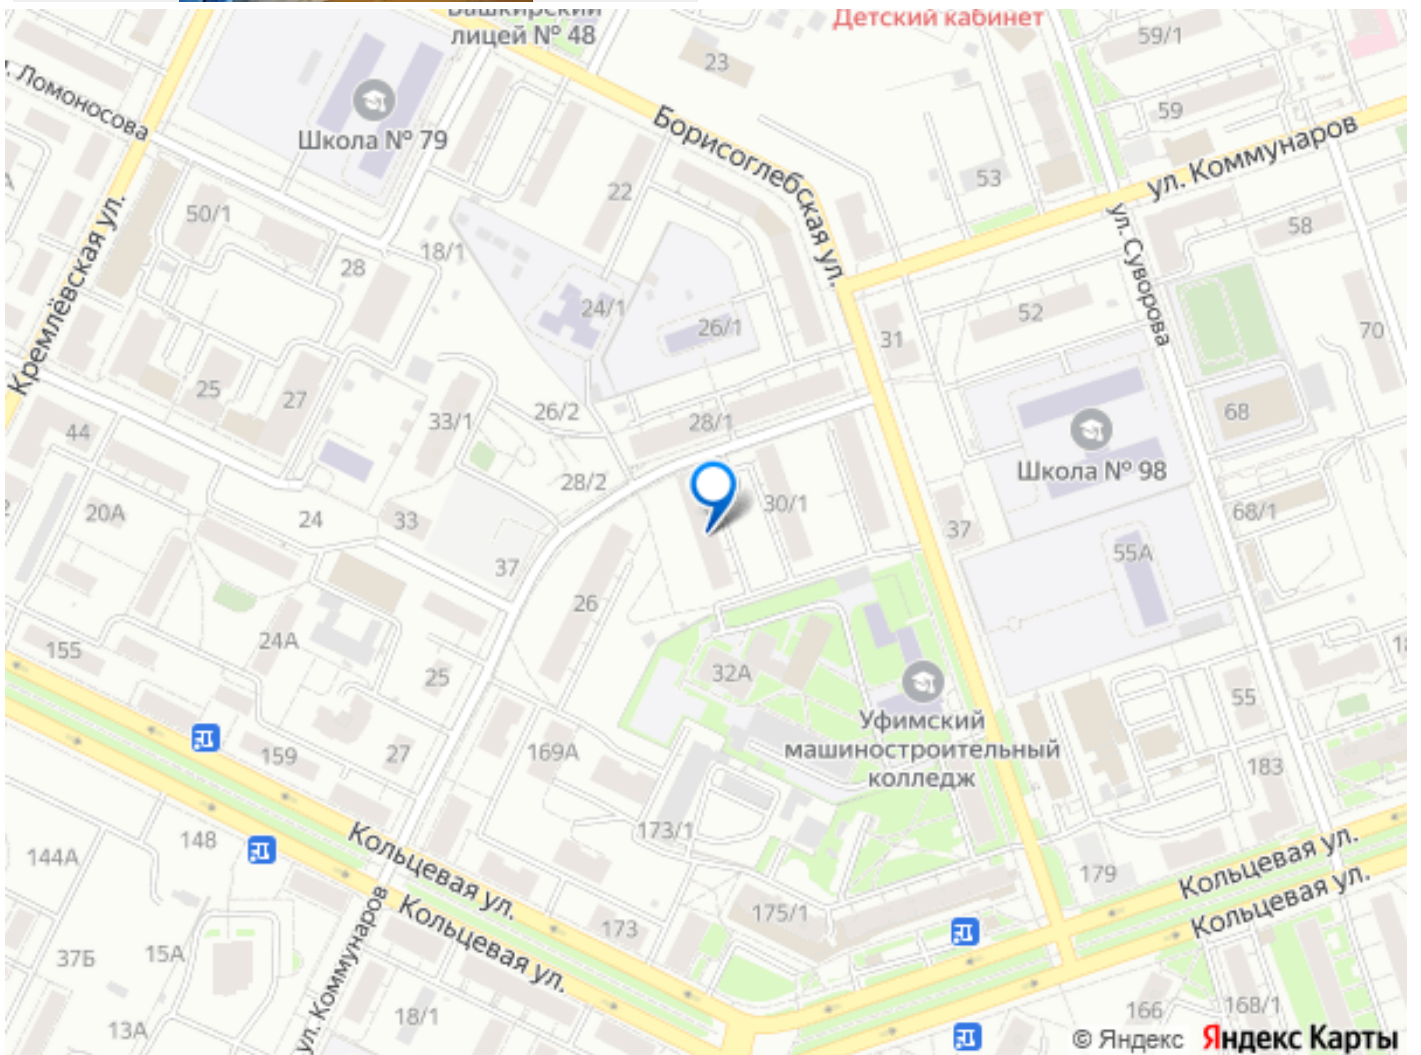 Башкирский
лицей № 48
Детский кабинет
59/1
23
ул. Ломоносова
Школа № 79
Борисоглебская ул.
59
ул. Коммунаров
53
22
50/1
18/1
28
ул. Суворова
58
Кремлёвская ул.
24/1
26/1
52
31
70
25
27
33/1
26/2
28/1
68
44
Школа № 98
28/2
20А
24
33
30/1
37
68/1
55А
37
26
155
24А
32А
25
55
Уфимский
машиностроительный
колледж
159
27
169А
183
148
144А
173/1
Кольцевая ул.
179
Кольцевая ул.
Кольцевая ул.
Кольцевая ул.
175/1
173
37Б
15А
ул. Коммунаров
13А
18/1
166
168/1
© Яндекс Яндекс Карты